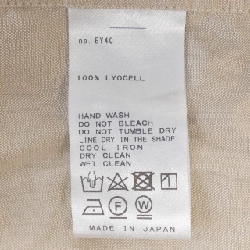 no. EY4C
100% LYOCELL
HAND WASH
DO NOT BLEACH
DO NOT TUMBLE DRY
LINE DRY IN THE SHADE
COOL IRON
DRY CLEAN
WET CLEAN
F W
MADE IN JAPAN